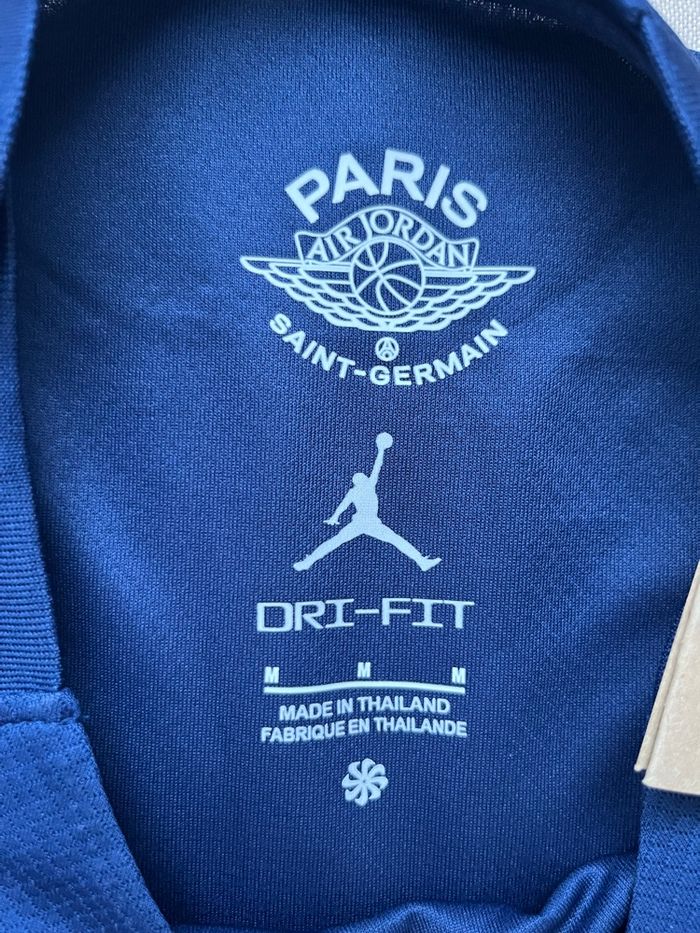 PARIS
AIR JORDAN
SAINT-GERMAIN
DRI-FIT
M M M
MADE IN THAILAND
FABRIQUE EN THAILANDE